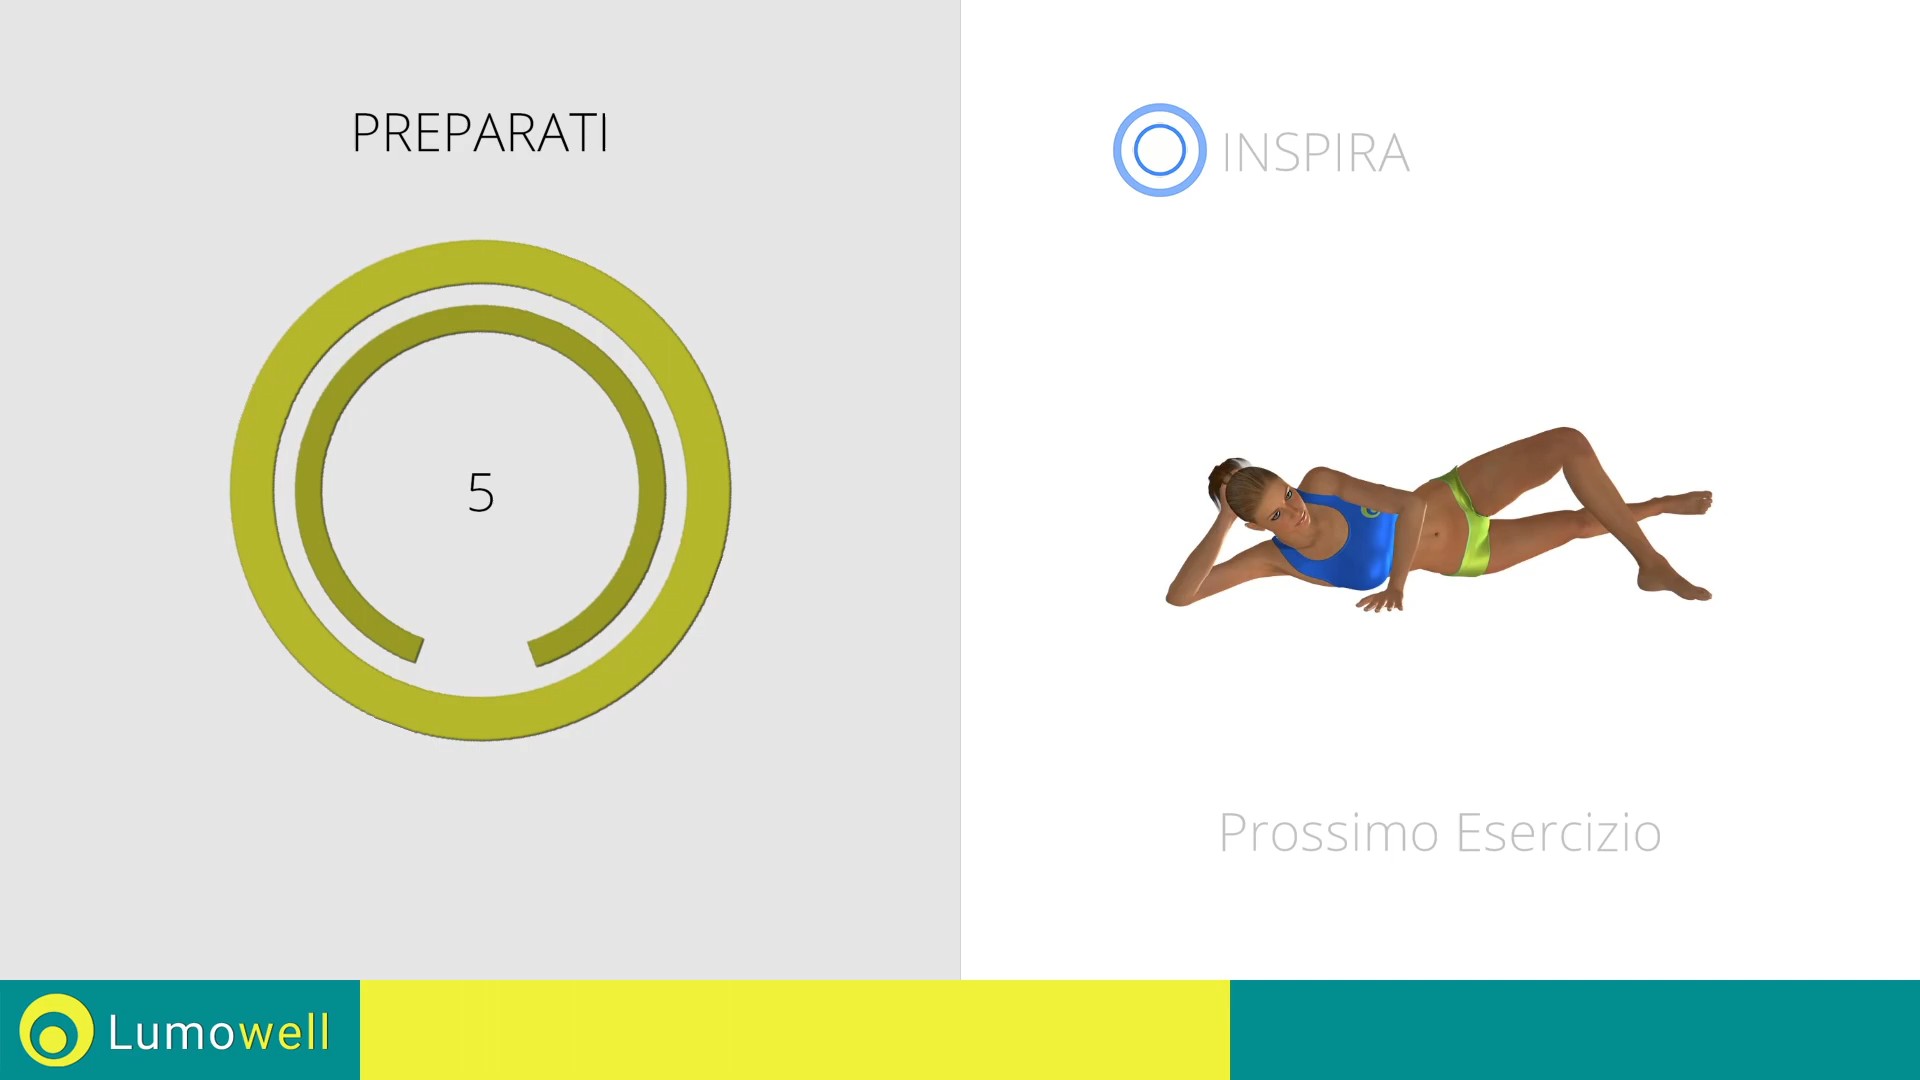 PREPARATI
5
INSPIRA
Prossimo Esercizio
Lumowell